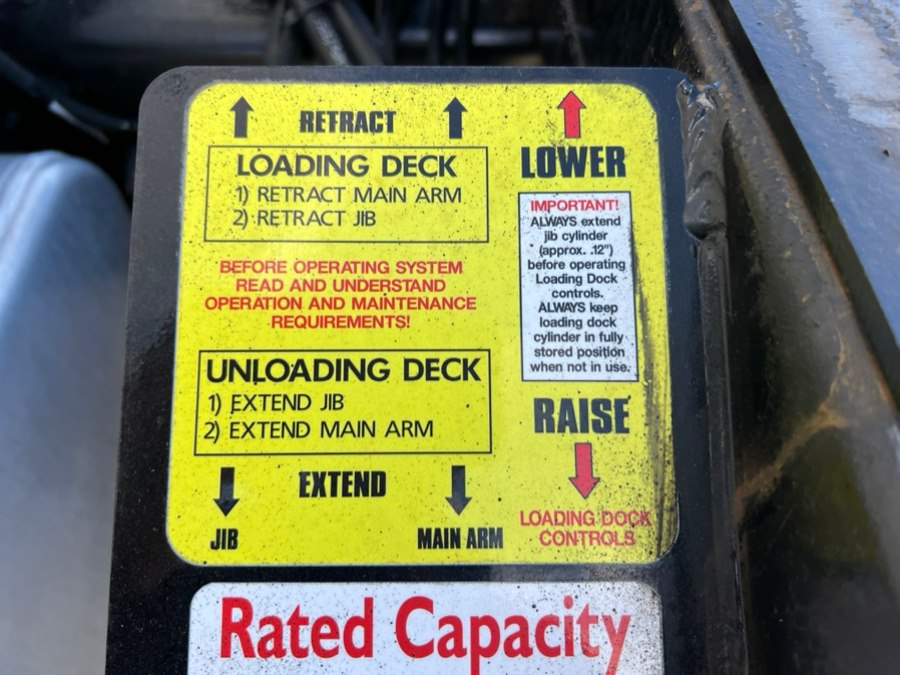 RETRACT
LOADING DECK
1) RETRACT MAIN ARM
2) RETRACT JIB
BEFORE OPERATING SYSTEM
READ AND UNDERSTAND
OPERATION AND MAINTENANCE
REQUIREMENTS!
UNLOADING DECK
1) EXTEND JIB
2) EXTEND MAIN ARM
EXTEND
JIB
MAIN ARM
LOWER
IMPORTANT!
ALWAYS extend
jib cylinder
(approx. .12")
before operating
Loading Dock
controls.
ALWAYS keep
loading dock
cylinder in fully
stored position
when not in use.
RAISE
LOADING DOCK
CONTROLS
Rated Capacity